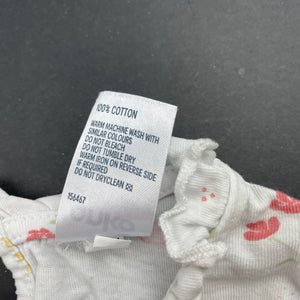 100% COTTON
WARM MACHINE WASH WITH
SIMILAR COLOURS
DO NOT BLEACH
DO NOT TUMBLE DRY
WARM IRON ON REVERSE SIDE
IF REQUIRED
DO NOT DRYCLEAN
156467